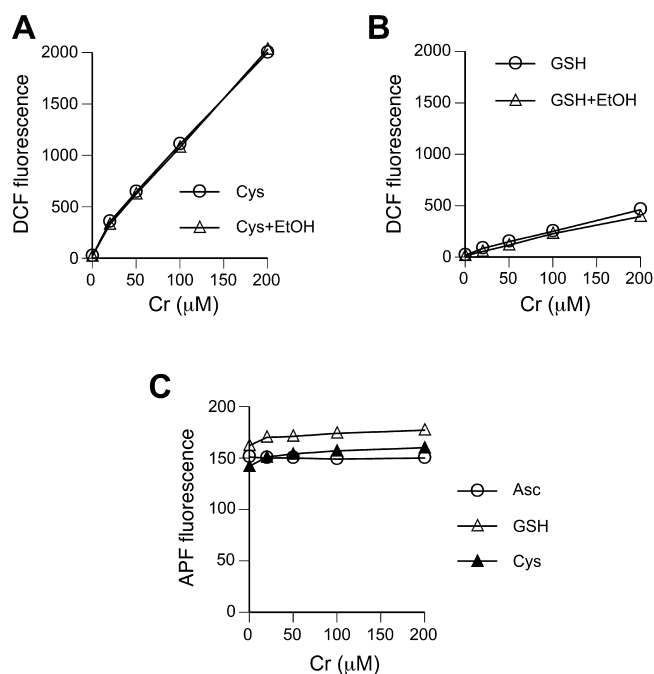 A
DCF fluorescence
2000
1500
1000
500
0
Cys
Cys+EtOH
0 50 100 150 200
Cr (μM)
B
DCF fluorescence
2000
1500
1000
500
0
GSH
GSH+EtOH
0 50 100 150 200
Cr (μM)
C
APF fluorescence
200
150
100
50
0
0 50 100 150 200
Cr (μM)
Asc
GSH
Cys